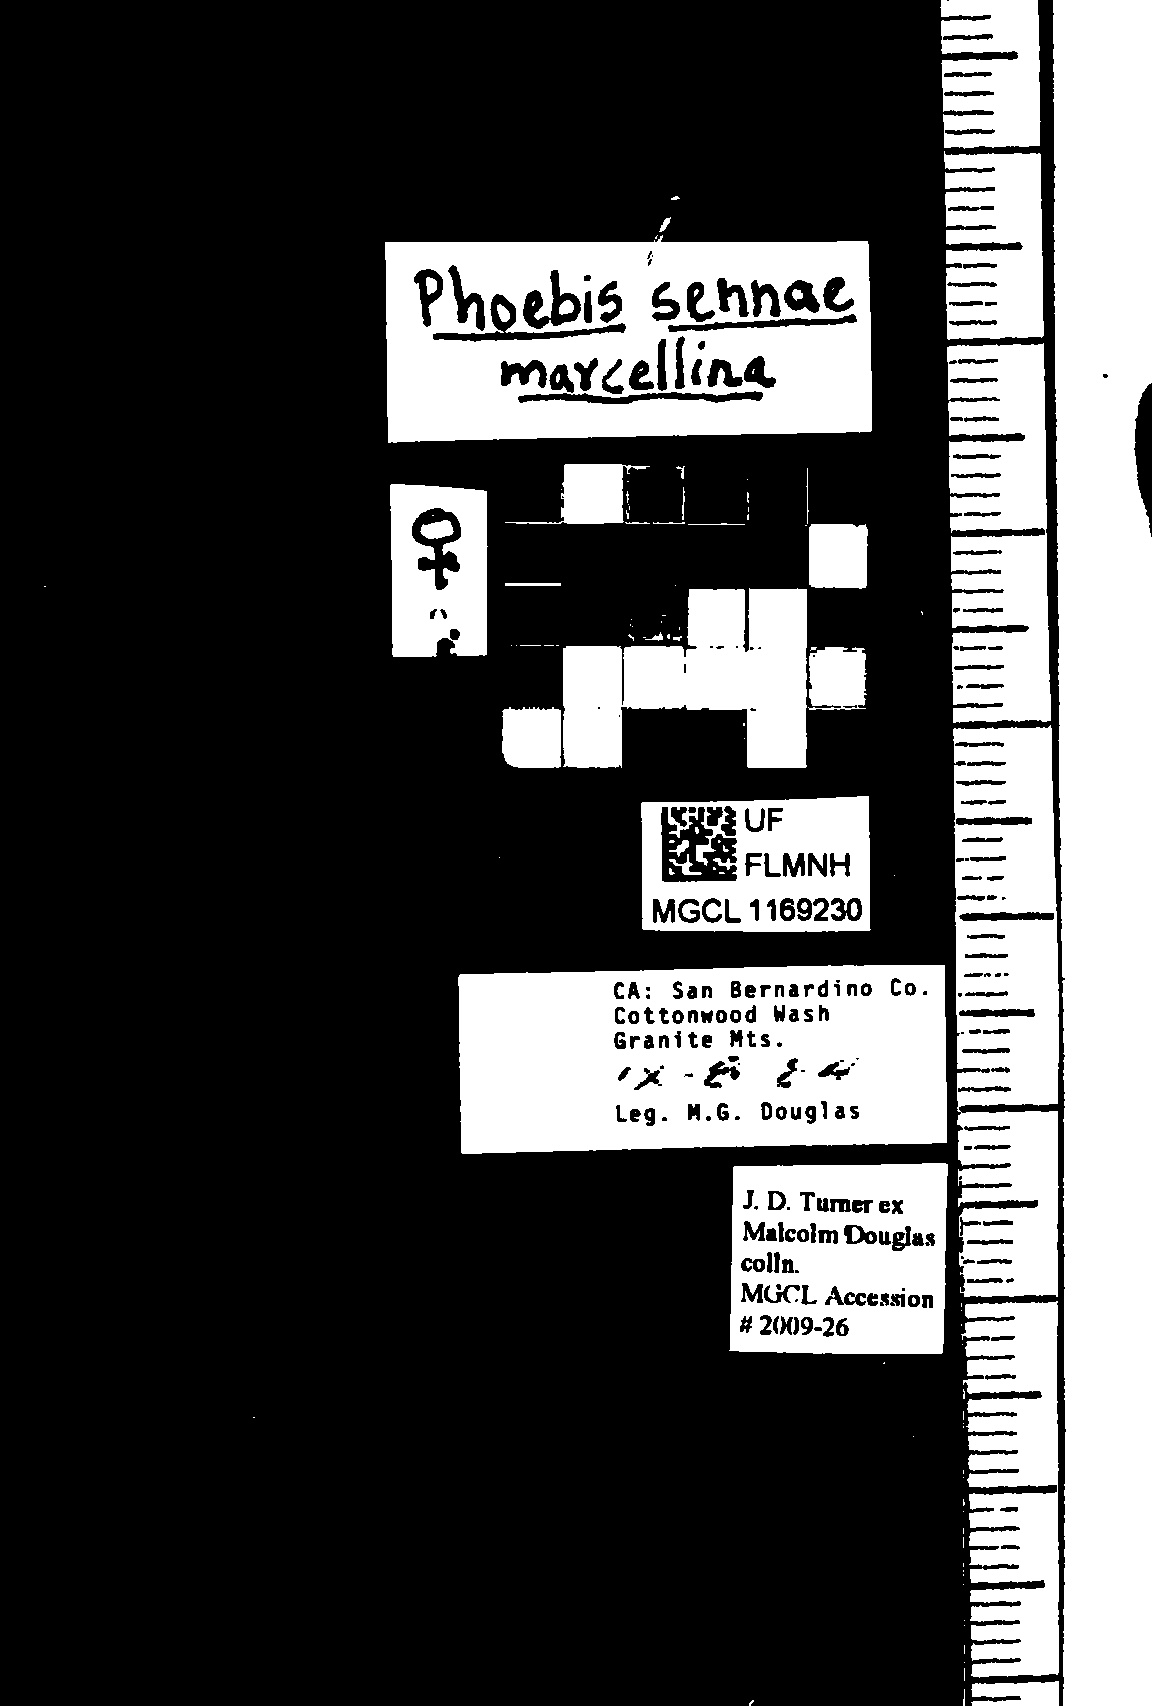 Phoebis sennae
marcellina
♀
UF
FLMNH
MGCL 1169230
CA: San Bernardino Co.
Cottonwood Wash
Granite Mts.
Leg. M.G. Douglas
J. D. Turner ex
Malcolm Douglas
colln.
MGCL Accession
# 2009-26